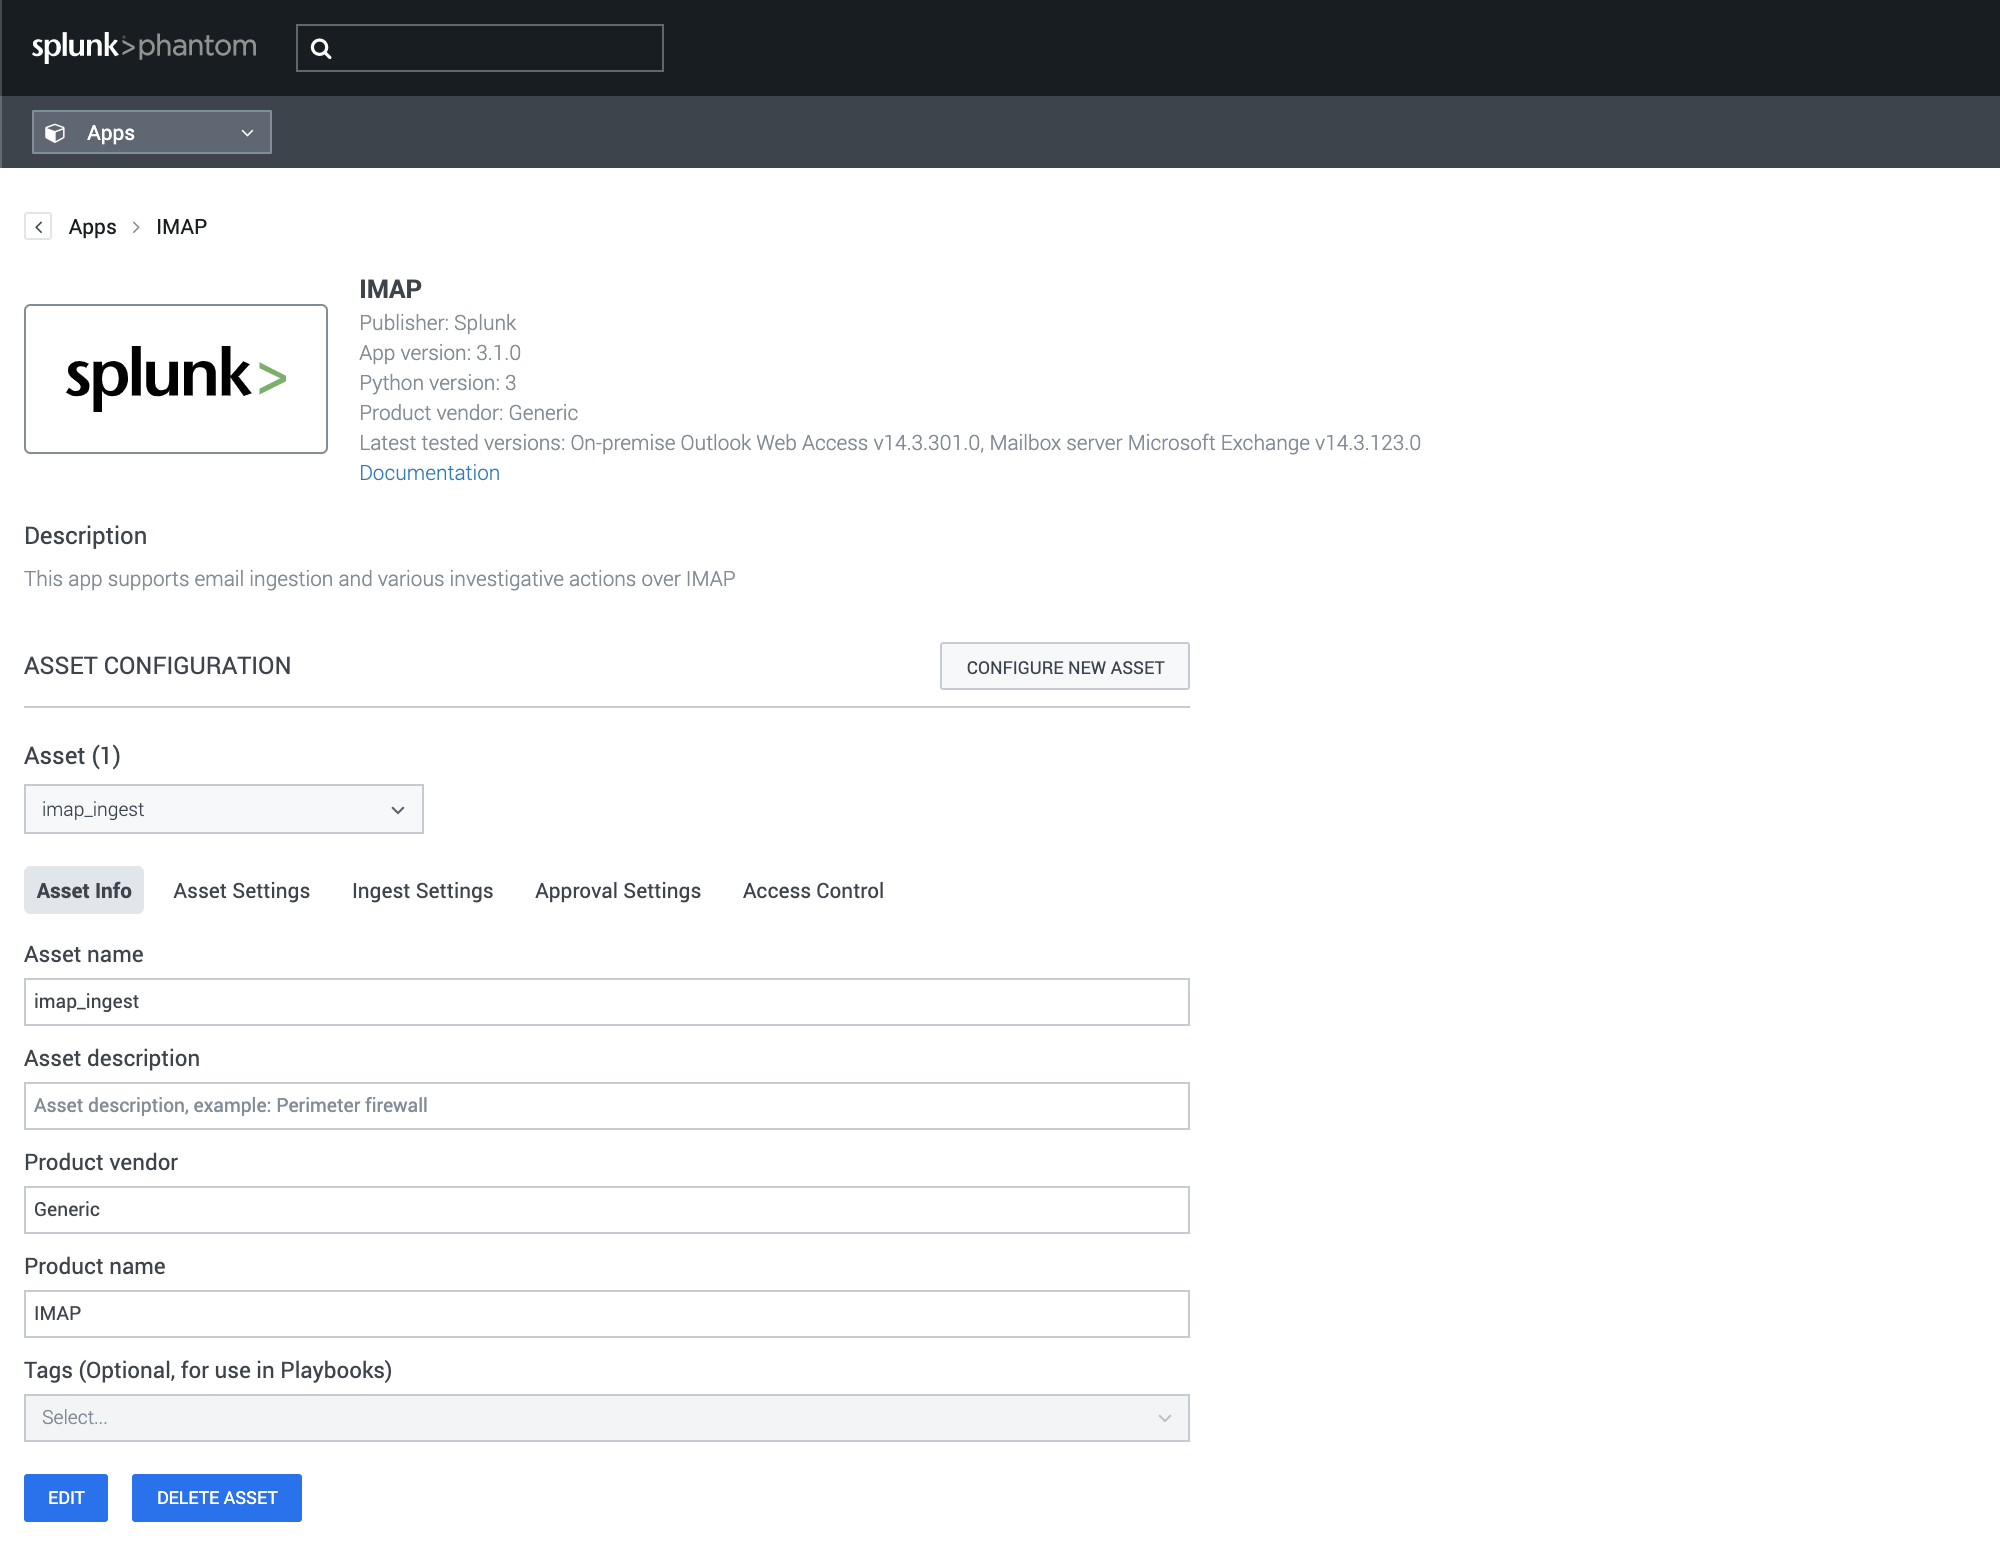 splunk>phantom
Apps
Apps > IMAP
splunk>
IMAP
Publisher: Splunk
App version: 3.1.0
Python version: 3
Product vendor: Generic
Latest tested versions: On-premise Outlook Web Access v14.3.301.0, Mailbox server Microsoft Exchange v14.3.123.0
Documentation
Description
This app supports email ingestion and various investigative actions over IMAP
ASSET CONFIGURATION
CONFIGURE NEW ASSET
Asset (1)
imap_ingest
Asset Info Asset Settings Ingest Settings Approval Settings Access Control
Asset name
imap_ingest
Asset description
Asset description, example: Perimeter firewall
Product vendor
Generic
Product name
IMAP
Tags (Optional, for use in Playbooks)
Select...
EDIT DELETE ASSET